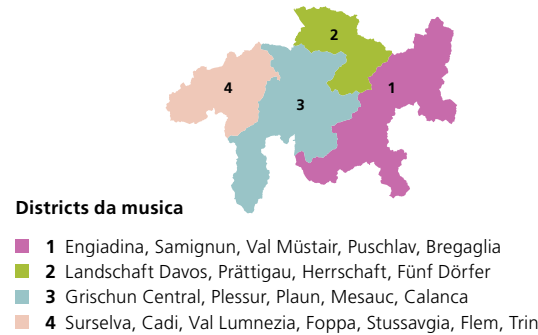 2
4
1
3
Districts da musica
1 Engiadina, Samignun, Val Müstair, Puschlav, Bregaglia
2 Landschaft Davos, Prättigau, Herrschaft, Fünf Dörfer
3 Grischun Central, Plessur, Plaun, Mesauc, Calanca
4 Surselva, Cadi, Val Lumnezia, Foppa, Stussavgia, Flem, Trin